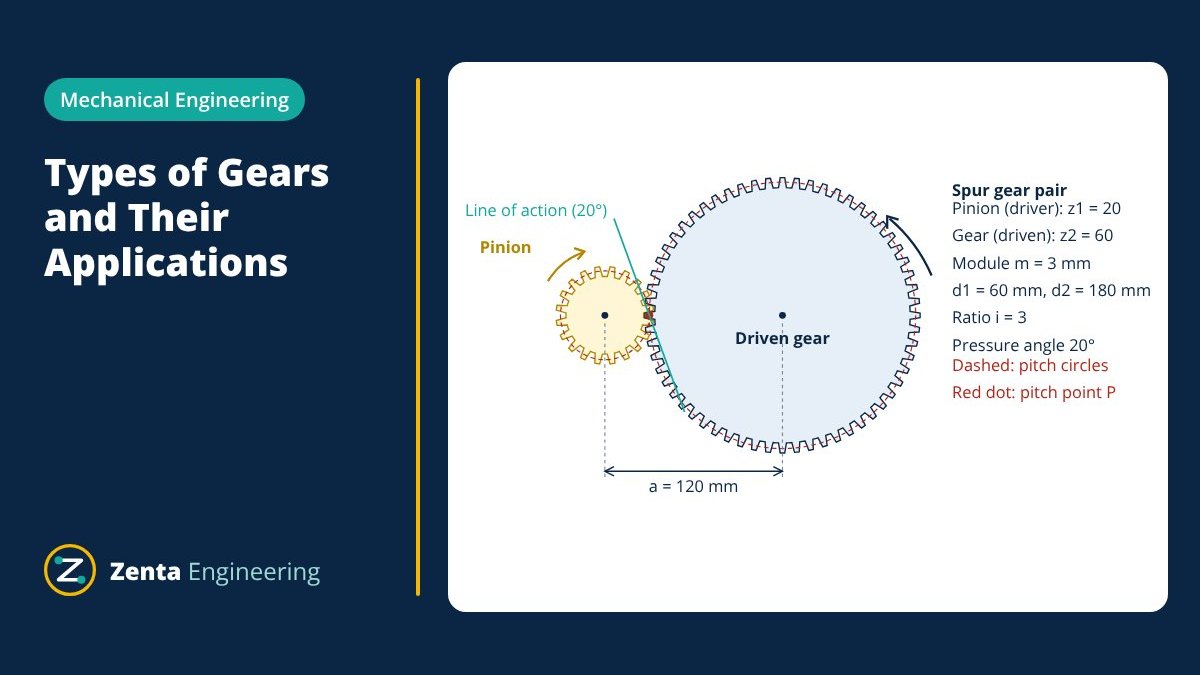 Mechanical Engineering
Types of Gears
and Their
Applications
Zenta Engineering
Line of action (20°)
Pinion
Driven gear
a = 120 mm
Spur gear pair
Pinion (driver): z1 = 20
Gear (driven): z2 = 60
Module m = 3 mm
d1 = 60 mm, d2 = 180 mm
Ratio i = 3
Pressure angle 20°
Dashed: pitch circles
Red dot: pitch point P